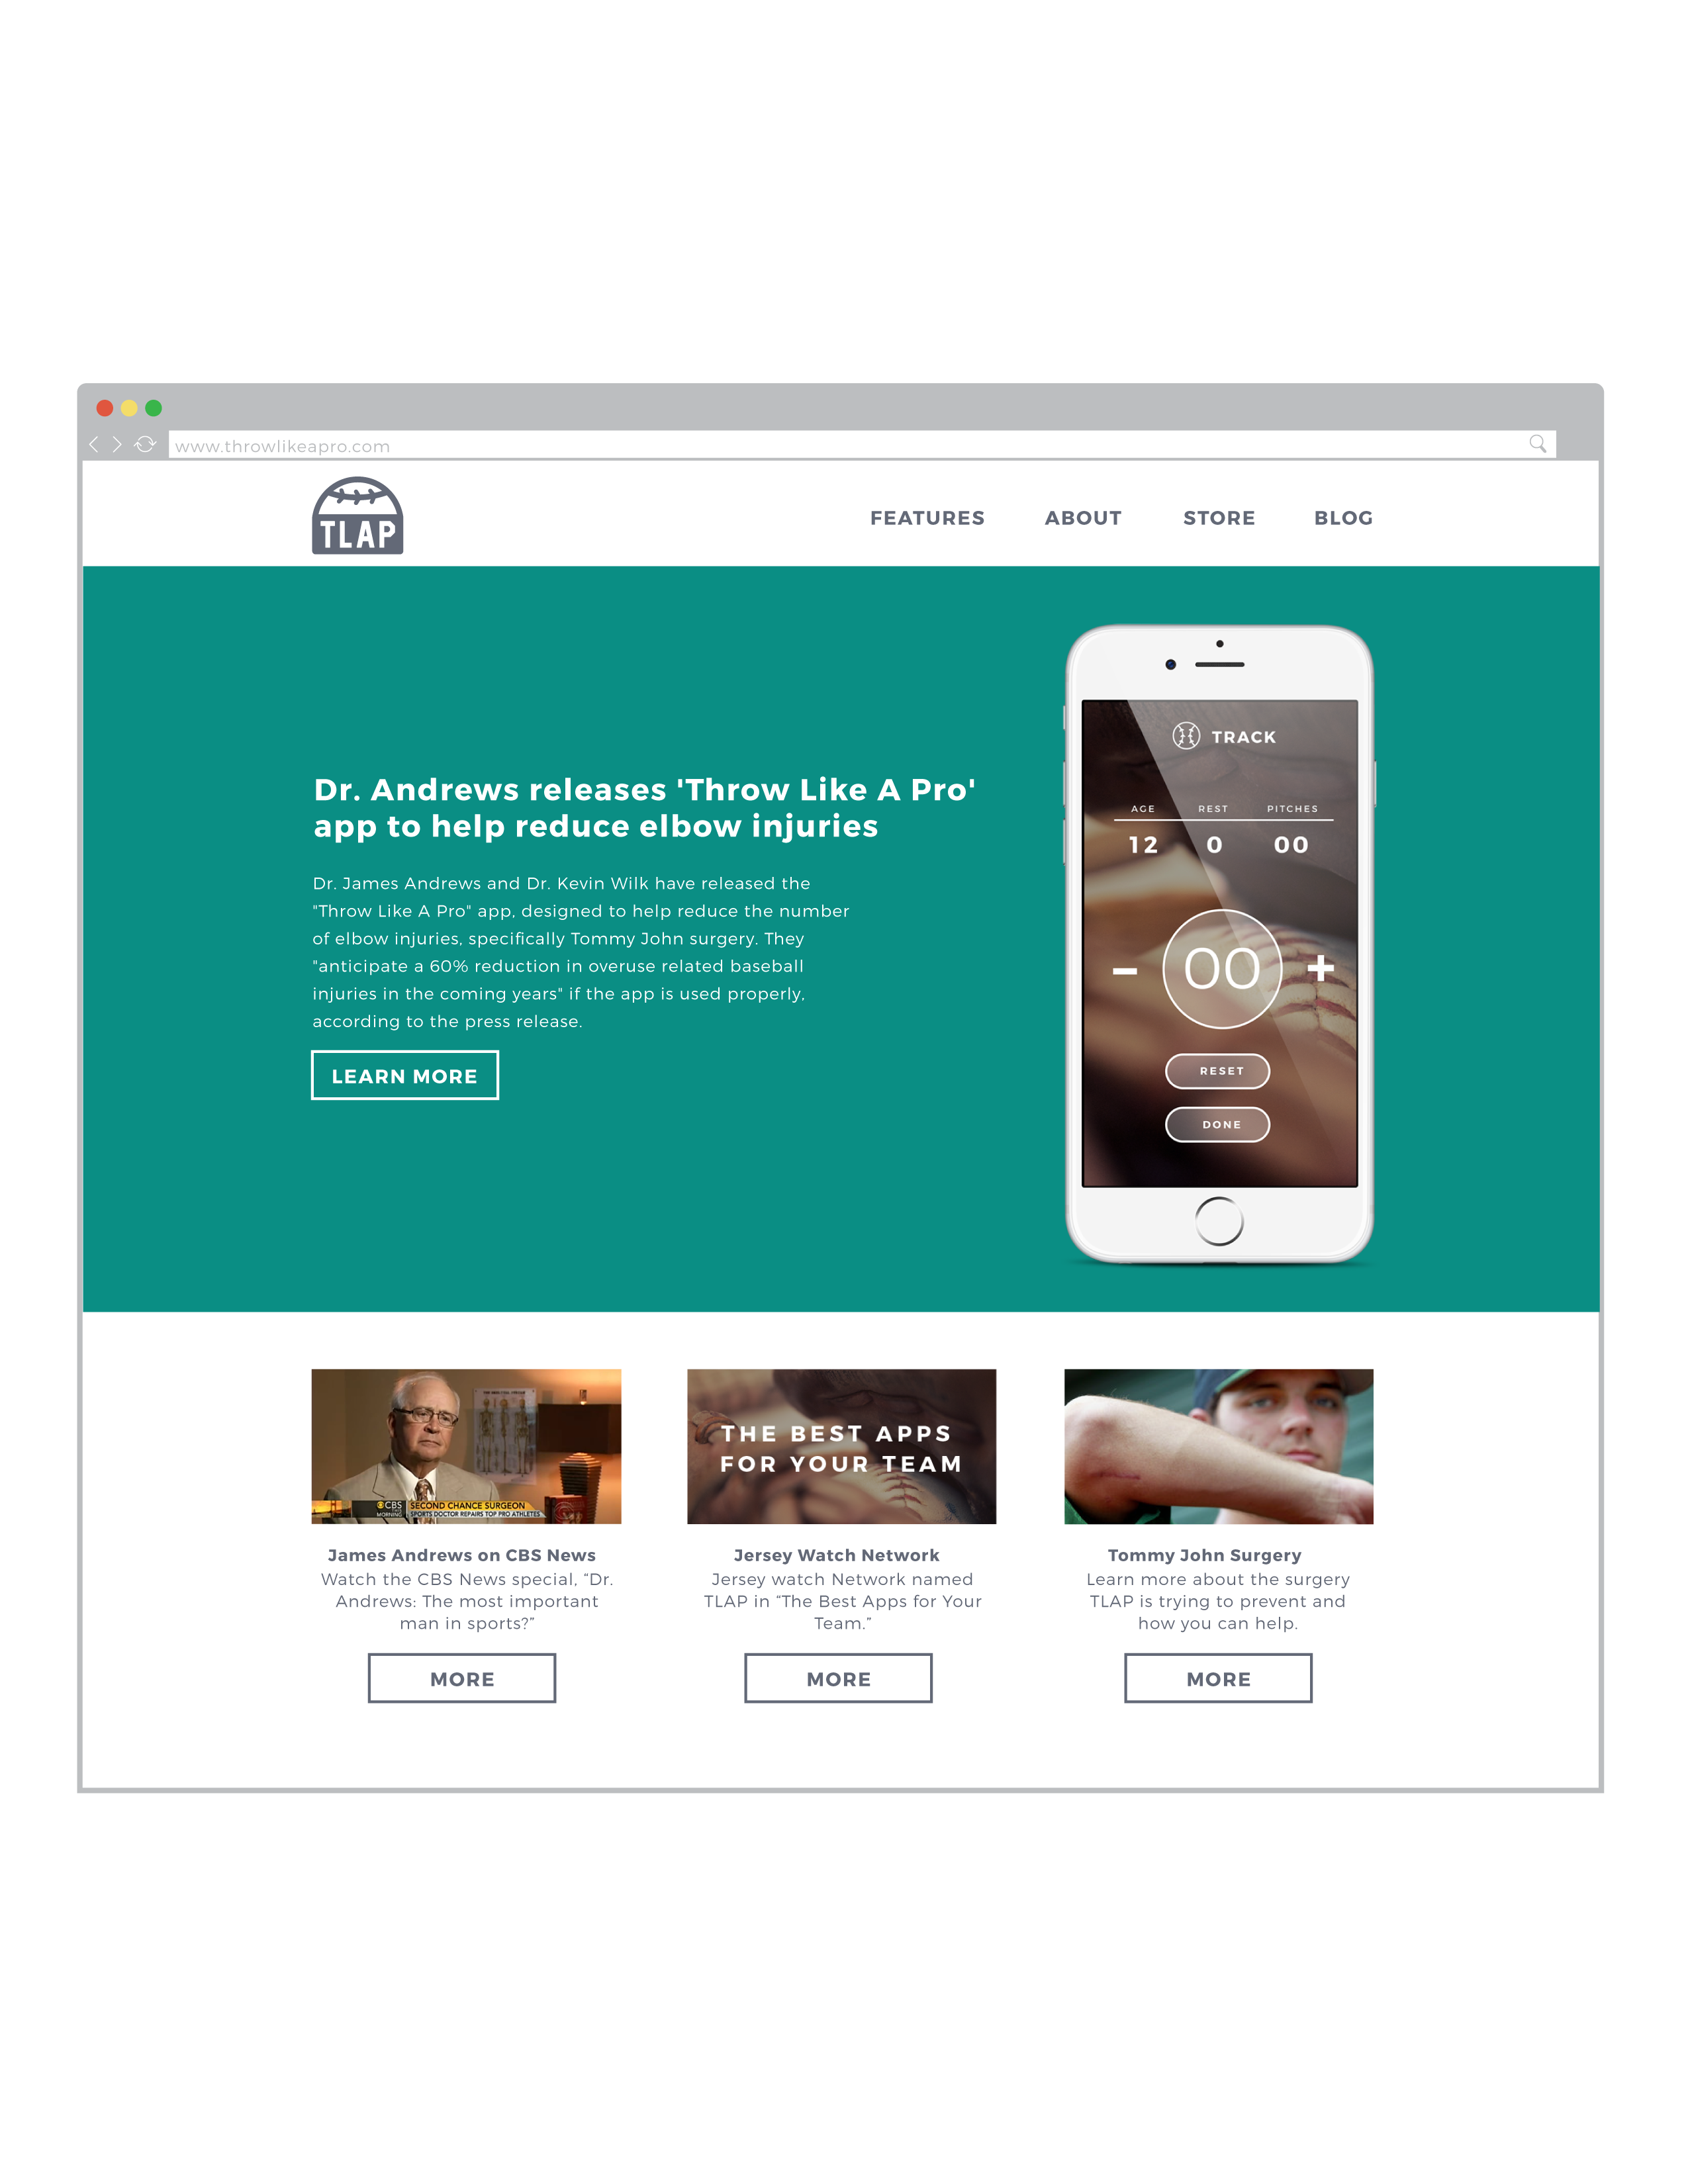 www.throwlikeapro.com
TLAP
FEATURES ABOUT STORE BLOG
Dr. Andrews releases 'Throw Like A Pro'
app to help reduce elbow injuries
Dr. James Andrews and Dr. Kevin Wilk have released the
"Throw Like A Pro" app, designed to help reduce the number
of elbow injuries, specifically Tommy John surgery. They
"anticipate a 60% reduction in overuse related baseball
injuries in the coming years" if the app is used properly,
according to the press release.
LEARN MORE
TRACK
AGE REST PITCHES
12 0 00
- 00 +
RESET
DONE
CBS
THIS
MORNING
SECOND CHANCE SURGEON
SPORTS DOCTOR REPAIRS TOP PRO ATHLETES
James Andrews on CBS News
Watch the CBS News special, “Dr.
Andrews: The most important
man in sports?”
MORE
THE BEST APPS
FOR YOUR TEAM
Jersey Watch Network
Jersey watch Network named
TLAP in “The Best Apps for Your
Team.”
MORE
Tommy John Surgery
Learn more about the surgery
TLAP is trying to prevent and
how you can help.
MORE